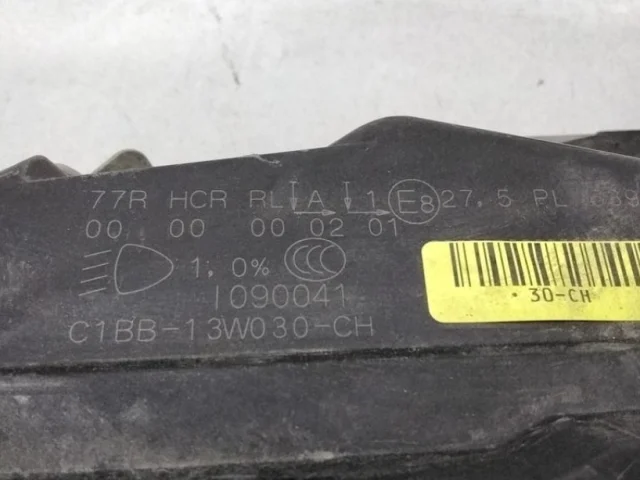 77R HCR RL A 1 E8 27.5 PL
00 00 00 02 01
1,0% CCC
1090041
C1BB-13W030-CH
30-CH